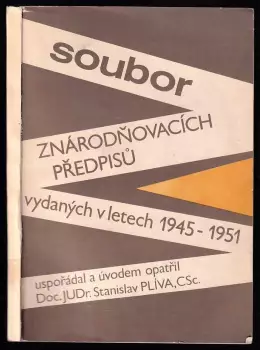 soubor
ZNÁRODŇOVACÍCH
PŘEDPISŮ
vydaných v letech 1945-1951
uspořádal a úvodem opatřil
Doc. JUDr. Stanislav PLÍVA, CSc.